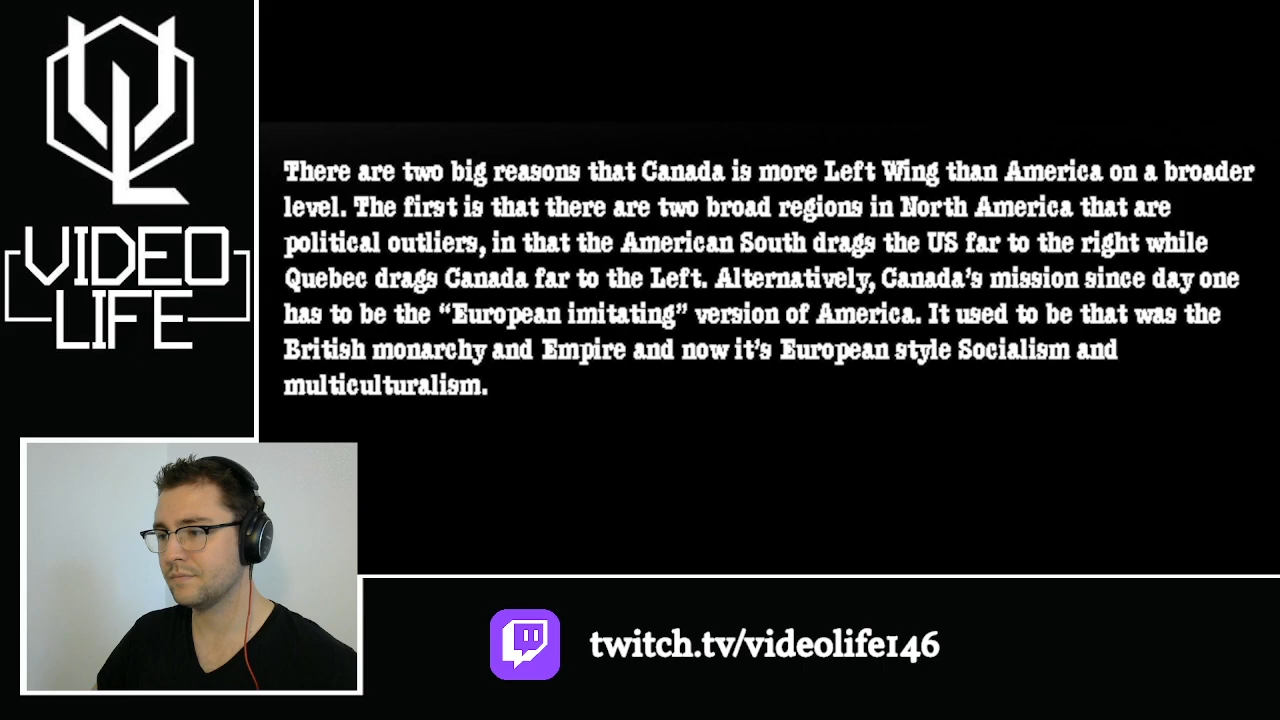 VIDEO
LIFE
There are two big reasons that Canada is more Left Wing than America on a broader
level. The first is that there are two broad regions in North America that are
political outliers, in that the American South drags the US far to the right while
Quebec drags Canada far to the Left. Alternatively, Canada's mission since day one
has to be the “European imitating” version of America. It used to be that was the
British monarchy and Empire and now it's European style Socialism and
multiculturalism.
twitch.tv/videolife146